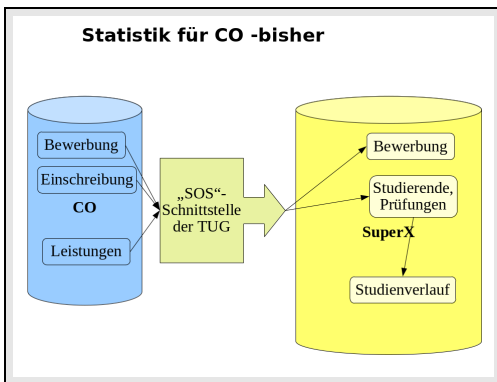 Statistik für CO -bisher
Bewerbung
Einschreibung
CO
Leistungen
„SOS“-
Schnittstelle
der TUG
Bewerbung
Studierende,
Prüfungen
SuperX
Studienverlauf